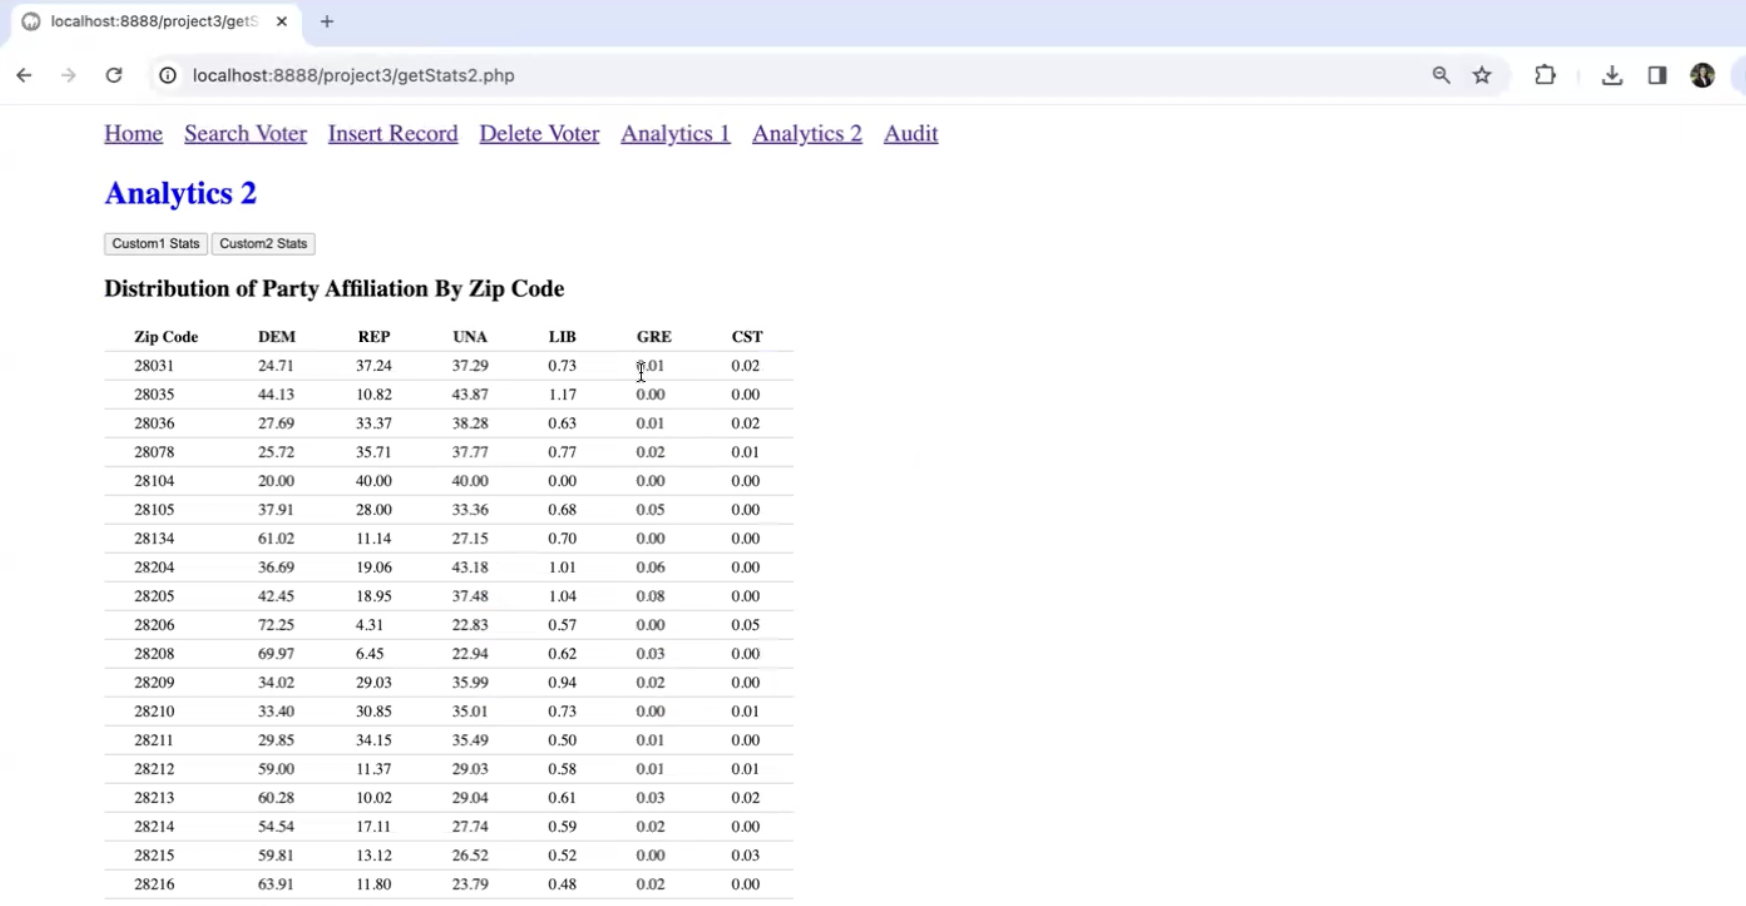 localhost:8888/project3/getS
localhost:8888/project3/getStats2.php
Home Search Voter Insert Record Delete Voter Analytics 1 Analytics 2 Audit
Analytics 2
Custom1 Stats Custom2 Stats
Distribution of Party Affiliation By Zip Code
Zip Code DEM REP UNA LIB GRE CST
28031 24.71 37.24 37.29 0.73 0.01 0.02
28035 44.13 10.82 43.87 1.17 0.00 0.00
28036 27.69 33.37 38.28 0.63 0.01 0.02
28078 25.72 35.71 37.77 0.77 0.02 0.01
28104 20.00 40.00 40.00 0.00 0.00 0.00
28105 37.91 28.00 33.36 0.68 0.05 0.00
28134 61.02 11.14 27.15 0.70 0.00 0.00
28204 36.69 19.06 43.18 1.01 0.06 0.00
28205 42.45 18.95 37.48 1.04 0.08 0.00
28206 72.25 4.31 22.83 0.57 0.00 0.05
28208 69.97 6.45 22.94 0.62 0.03 0.00
28209 34.02 29.03 35.99 0.94 0.02 0.00
28210 33.40 30.85 35.01 0.73 0.00 0.01
28211 29.85 34.15 35.49 0.50 0.01 0.00
28212 59.00 11.37 29.03 0.58 0.01 0.01
28213 60.28 10.02 29.04 0.61 0.03 0.02
28214 54.54 17.11 27.74 0.59 0.02 0.00
28215 59.81 13.12 26.52 0.52 0.00 0.03
28216 63.91 11.80 23.79 0.48 0.02 0.00